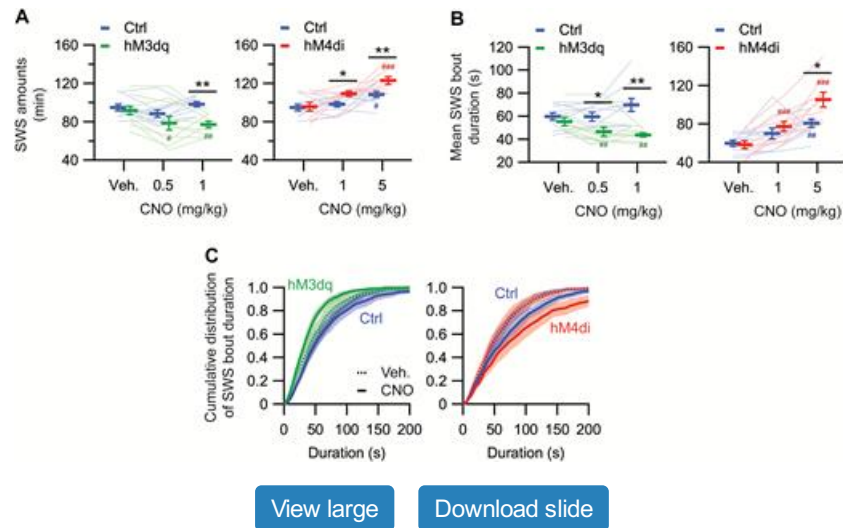 A
Ctrl
hM3dq
Ctrl
hM4di
SWS amounts
(min)
160
120
80
40
**
#
##
160
120
80
40
*
**
###
#
Veh. 0.5 1
CNO (mg/kg)
Veh. 1 5
CNO (mg/kg)
B
Ctrl
hM3dq
Ctrl
hM4di
Mean SWS bout
duration (s)
120
100
80
60
40
20
*
**
##
##
160
120
80
40
*
###
###
##
Veh. 0.5 1
CNO (mg/kg)
Veh. 1 5
CNO (mg/kg)
C
Cumulative distribution
of SWS bout duration
1.0
0.8
0.6
0.4
0.2
0
hM3dq
Ctrl
Veh.
CNO
0 50 100 150 200
Duration (s)
1.0
0.8
0.6
0.4
0.2
0
Ctrl
hM4di
0 50 100 150 200
Duration (s)
View large
Download slide